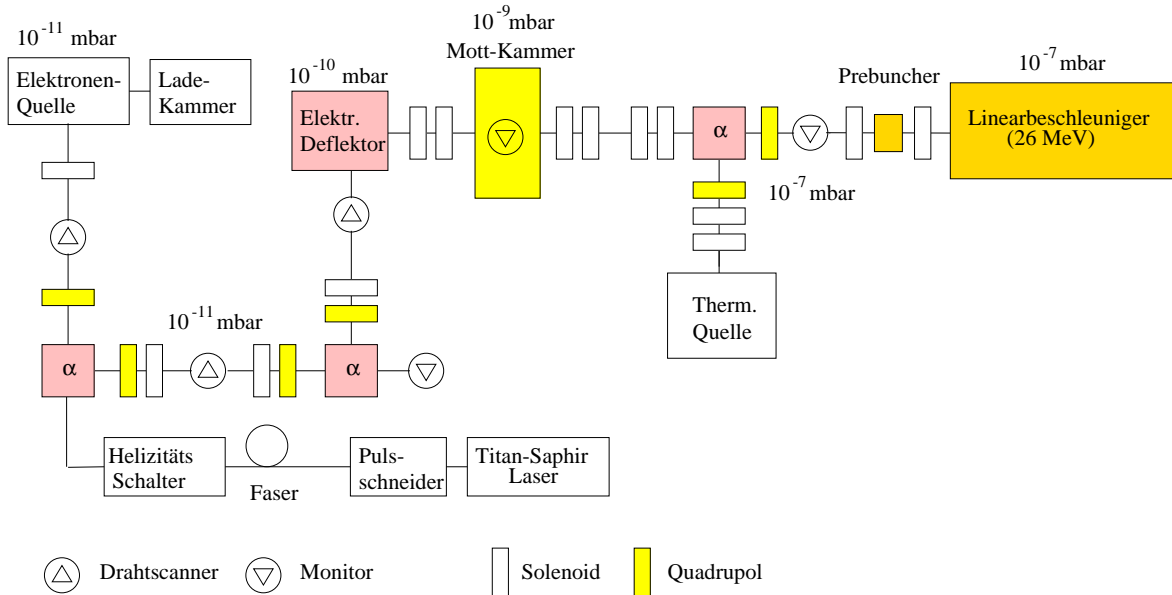 10⁻¹¹ mbar
Elektronen-
Quelle
Lade-
Kammer
10⁻¹⁰ mbar
Elektr.
Deflektor
10⁻⁹ mbar
Mott-Kammer
α
Prebuncher
10⁻⁷ mbar
Linearbeschleuniger
(26 MeV)
10⁻⁷ mbar
Therm.
Quelle
10⁻¹¹ mbar
α
α
Helizitäts
Schalter
Faser
Puls-
schneider
Titan-Saphir
Laser
Drahtscanner
Monitor
Solenoid
Quadrupol